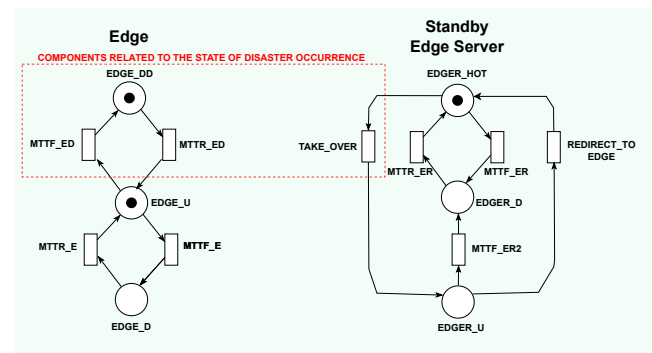 Edge
Standby
Edge Server
COMPONENTS RELATED TO THE STATE OF DISASTER OCCURRENCE
EDGE_DD
EDGER_HOT
MTTF_ED
MTTR_ED
TAKE_OVER
REDIRECT_TO
EDGE
MTTR_ER
MTTF_ER
EDGE_U
EDGER_D
MTTR_E
MTTF_E
MTTF_ER2
EDGE_D
EDGER_U